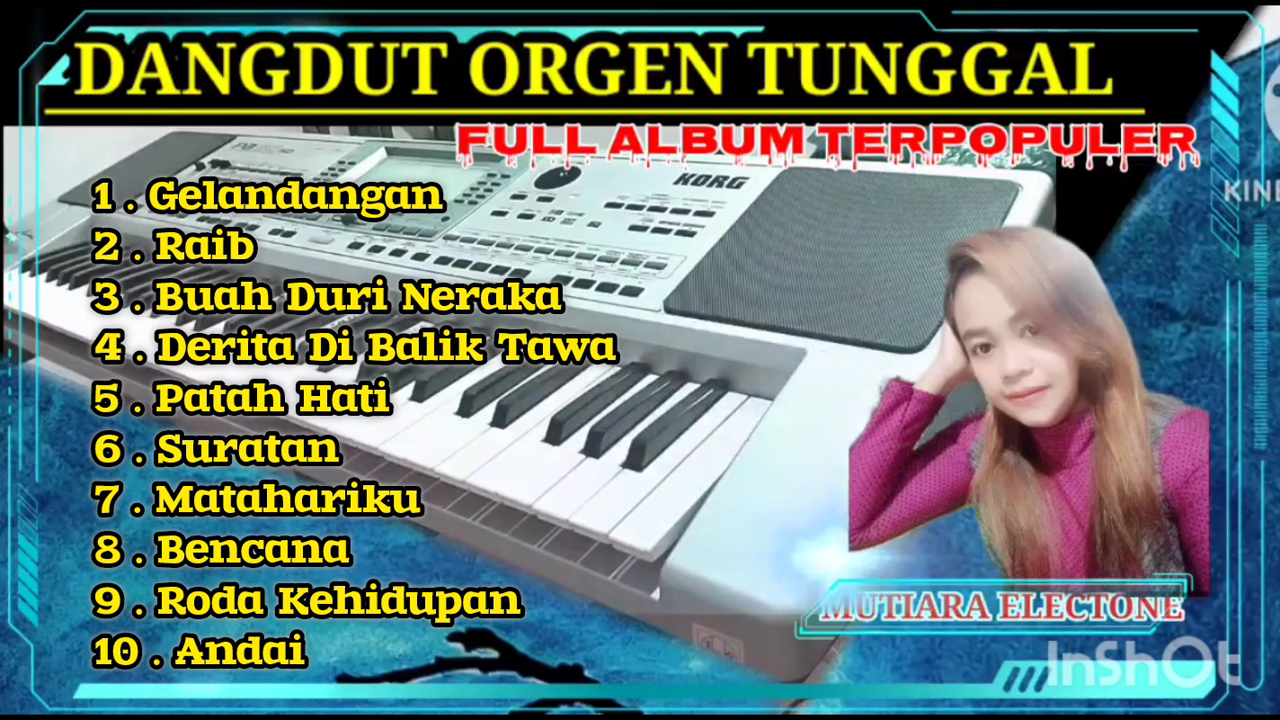 DANGDUT ORGEN TUNGGAL
FULL ALBUM TERPOPULER
KORG
KINE
1 . Gelandangan
2 . Raib
3 . Buah Duri Neraka
4 . Derita Di Balik Tawa
5 . Patah Hati
6 . Suratan
7 . Matahariku
8 . Bencana
9 . Roda Kehidupan
10 . Andai
MUTIARA ELECTONE
InShOt